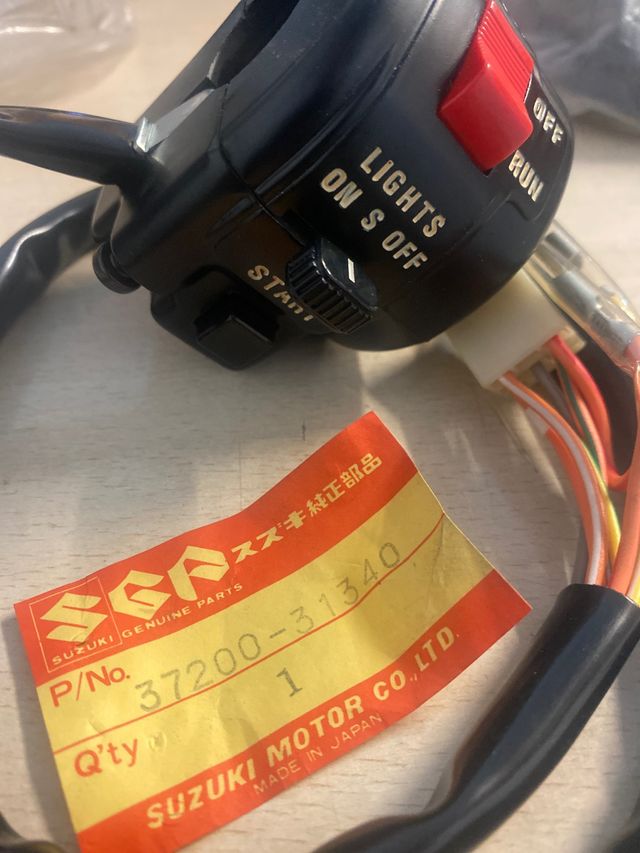 OFF
RUN
LIGHTS
ON S OFF
START
SGP スズキ純正部品
SUZUKI GENUINE PARTS
P/No. 37200-31340
Q'ty 1
SUZUKI MOTOR CO., LTD.
MADE IN JAPAN